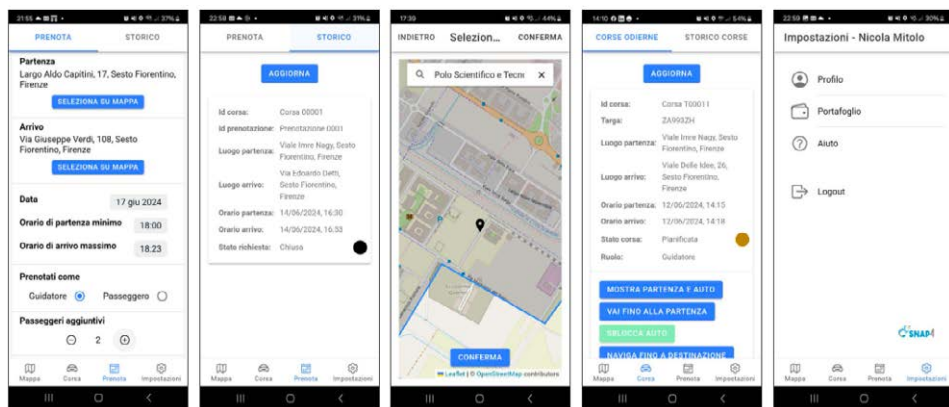 21:55
37%
PRENOTA STORICO
Partenza
Largo Aldo Capitini, 17, Sesto Fiorentino,
Firenze
SELEZIONA SU MAPPA
Arrivo
Via Giuseppe Verdi, 108, Sesto
Fiorentino, Firenze
SELEZIONA SU MAPPA
Data 17 giu 2024
Orario di partenza minimo 18:00
Orario di arrivo massimo 18:23
Prenotati come
Guidatore Passeggero
Passeggeri aggiuntivi
2
Mappa Corsa Prenota Impostazioni
22:58
31%
PRENOTA STORICO
AGGIORNA
Id corsa: Corsa 00001
Id prenotazione: Prenotazione 0001
Luogo partenza: Viale Imre Nagy, Sesto
Fiorentino, Firenze
Luogo arrivo: Via Edoardo Detti,
Sesto Fiorentino,
Firenze
Orario partenza: 14/06/2024, 16:30
Orario arrivo: 14/06/2024, 16:53
Stato richiesta: Chiusa
Mappa Corsa Prenota Impostazioni
17:39
44%
INDIETRO Selezion... CONFERMA
Polo Scientifico e Tecn
CONFERMA
Leaflet | © OpenStreetMap contributors
14:10
54%
CORSE ODIERNE STORICO CORSE
AGGIORNA
Id corsa: Corsa T00011
Targa: ZA993ZH
Luogo partenza: Viale Imre Nagy, Sesto
Fiorentino, Firenze
Luogo arrivo: Viale Delle Idee, 26,
Sesto Fiorentino,
Firenze
Orario partenza: 12/06/2024, 14:15
Orario arrivo: 12/06/2024, 14:18
Stato corsa: Pianificata
Ruolo: Guidatore
MOSTRA PARTENZA E AUTO
VAI FINO ALLA PARTENZA
SBLOCCA AUTO
NAVIGA FINO A DESTINAZIONE
Mappa Corsa Prenota Impostazioni
22:59
30%
Impostazioni - Nicola Mitolo
Profilo
Portafoglio
Aiuto
Logout
SNAP4
Mappa Corsa Prenota Impostazioni